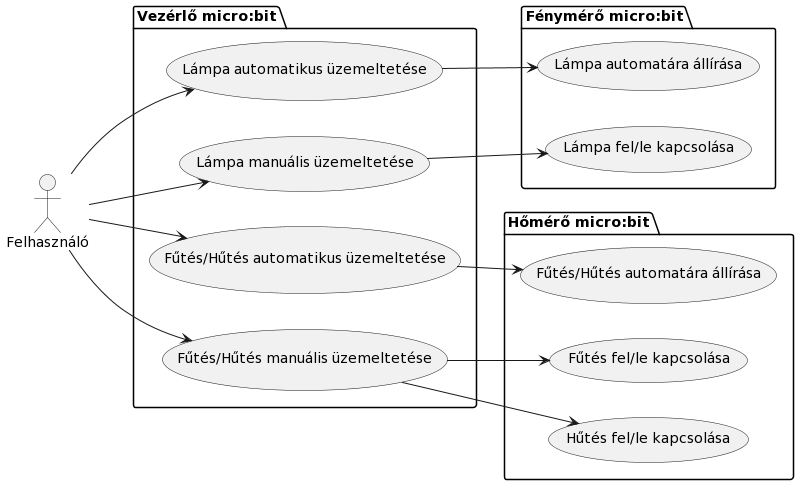 Vezérlő micro:bit
Lámpa automatikus üzemeltetése
Lámpa manuális üzemeltetése
Fűtés/Hűtés automatikus üzemeltetése
Fűtés/Hűtés manuális üzemeltetése
Fénymérő micro:bit
Lámpa automatára állírása
Lámpa fel/le kapcsolása
Hőmérő micro:bit
Fűtés/Hűtés automatára állírása
Fűtés fel/le kapcsolása
Hűtés fel/le kapcsolása
Felhasználó